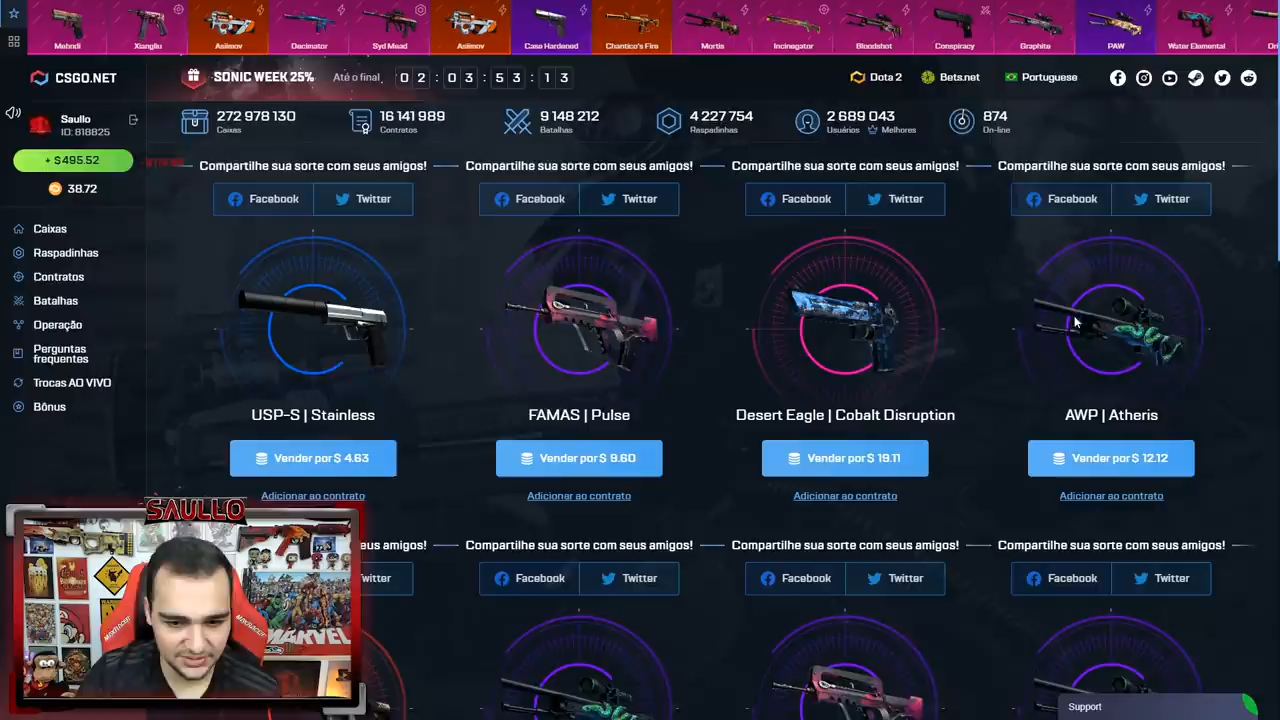 Mehndi
Xiangliu
Asiimov
Decimator
Syd Mead
Asiimov
Case Hardened
Chantico's Fire
Mortis
Incinegator
Bloodshot
Conspiracy
Graphite
PAW
Water Elemental
CSGO.NET
SONIC WEEK 25%
Até o final
02:03:53:13
Dota 2
Bets.net
Portuguese
Saullo
ID: 818825
272 978 130
Caixas
16 141 989
Contratos
9 148 212
Batalhas
4 227 754
Raspadinhas
2 689 043
Usuários
Melhores
874
On-line
+ $495.52
38.72
Caixas
Raspadinhas
Contratos
Batalhas
Operação
Perguntas
frequentes
Trocas AO VIVO
Bônus
Compartilhe sua sorte com seus amigos!
Compartilhe sua sorte com seus amigos!
Compartilhe sua sorte com seus amigos!
Compartilhe sua sorte com seus amigos!
Facebook
Twitter
Facebook
Twitter
Facebook
Twitter
Facebook
Twitter
USP-S | Stainless
FAMAS | Pulse
Desert Eagle | Cobalt Disruption
AWP | Atheris
Vender por $ 4.63
Vender por $ 9.60
Vender por $ 19.11
Vender por $ 12.12
Adicionar ao contrato
Adicionar ao contrato
Adicionar ao contrato
Adicionar ao contrato
eus amigos!
Compartilhe sua sorte com seus amigos!
Compartilhe sua sorte com seus amigos!
Compartilhe sua sorte com seus amigos!
Twitter
Facebook
Twitter
Facebook
Twitter
Facebook
Twitter
SAULLO
MARVEL
Support